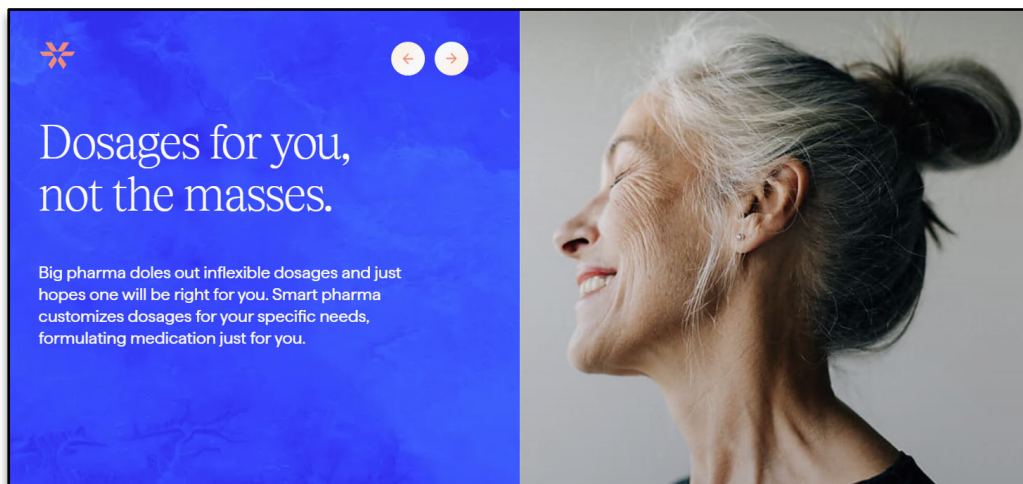 Dosages for you,
not the masses.
Big pharma doles out inflexible dosages and just
hopes one will be right for you. Smart pharma
customizes dosages for your specific needs,
formulating medication just for you.